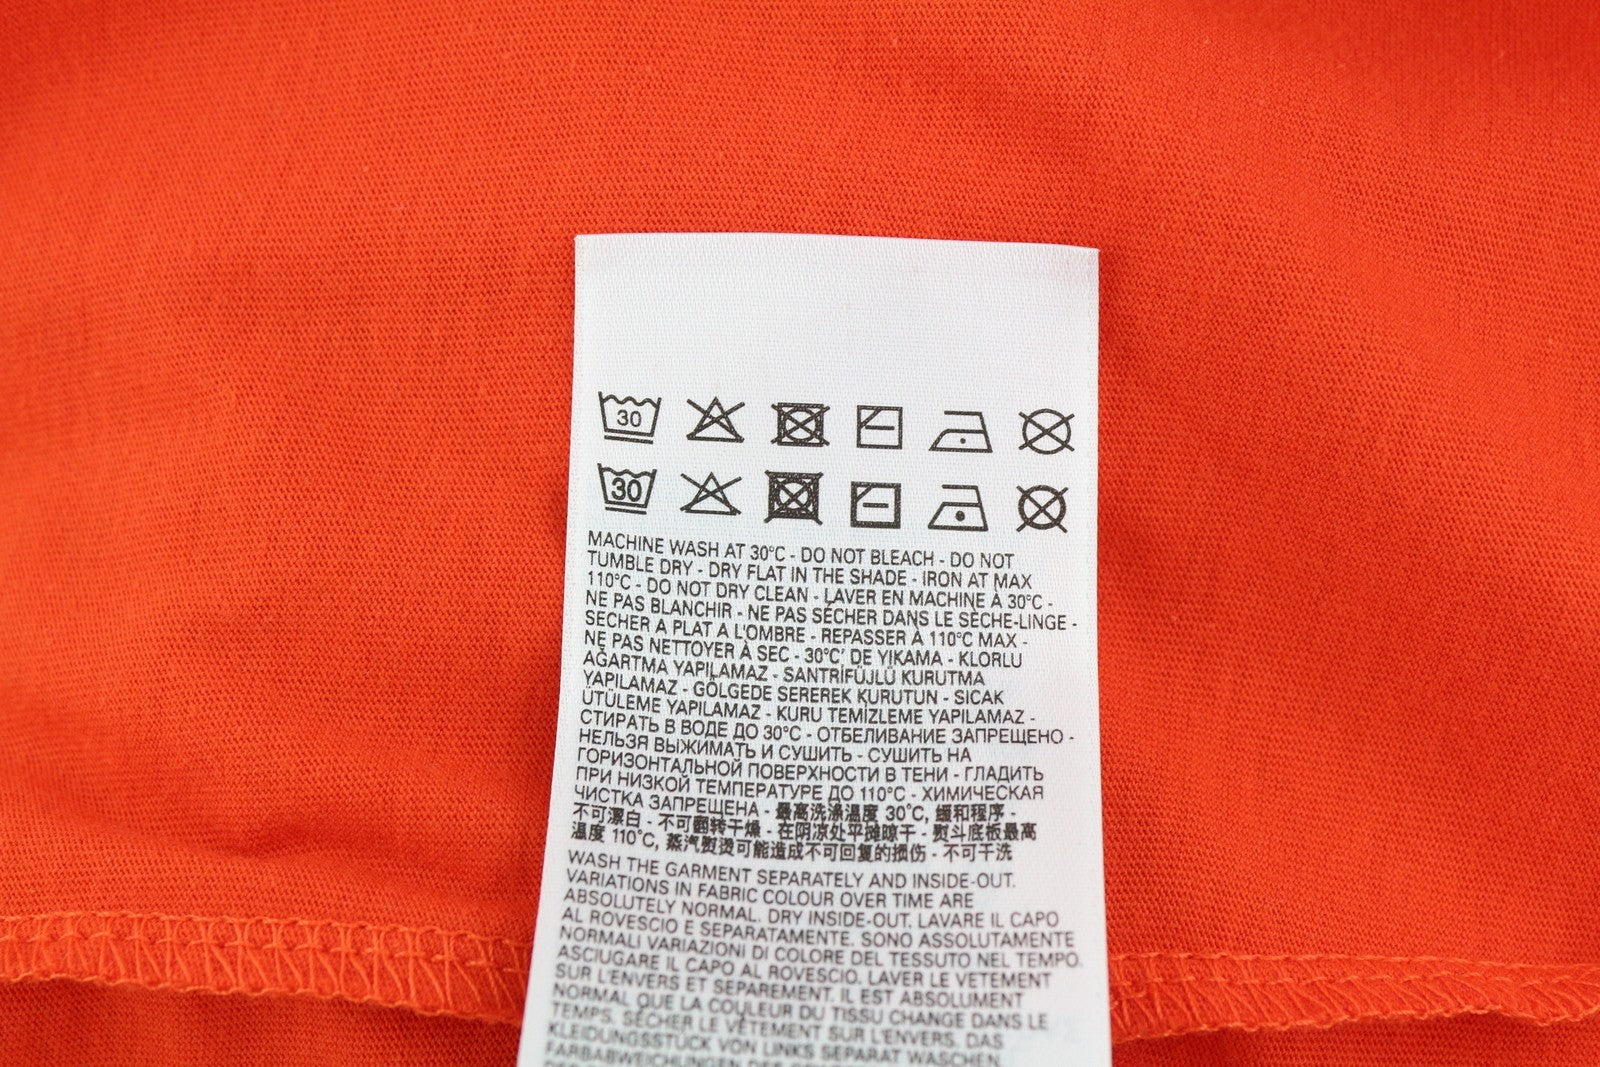 30
30
MACHINE WASH AT 30°C - DO NOT BLEACH - DO NOT
TUMBLE DRY - DRY FLAT IN THE SHADE - IRON AT MAX
110°C - DO NOT DRY CLEAN - LAVER EN MACHINE À 30°C -
NE PAS BLANCHIR - NE PAS SÉCHER DANS LE SÈCHE-LINGE -
SECHER A PLAT A L'OMBRE - REPASSER À 110°C MAX -
NE PAS NETTOYER À SEC - 30°C' DE YIKAMA - KLORLU
AĞARTMA YAPILAMAZ - SANTRİFÜJLÜ KURUTMA
YAPILAMAZ - GÖLGEDE SEREREK KURUTUN - SICAK
ÜTÜLEME YAPILAMAZ - KURU TEMİZLEME YAPILAMAZ -
СТИРАТЬ В ВОДЕ ДО 30°C - ОТБЕЛИВАНИЕ ЗАПРЕЩЕНО -
НЕЛЬЗЯ ВЫЖИМАТЬ И СУШИТЬ - СУШИТЬ НА
ГОРИЗОНТАЛЬНОЙ ПОВЕРХНОСТИ В ТЕНИ - ГЛАДИТЬ
ПРИ НИЗКОЙ ТЕМПЕРАТУРЕ ДО 110°C - ХИМИЧЕСКАЯ
ЧИСТКА ЗАПРЕЩЕНА - 最高洗涤温度 30°C, 缓和程序 -
不可漂白 - 不可翻转干燥 - 在阴凉处平摊晾干 - 熨斗底板最高
温度 110°C, 蒸汽熨烫可能造成不可回复的损伤 - 不可干洗
WASH THE GARMENT SEPARATELY AND INSIDE-OUT.
VARIATIONS IN FABRIC COLOUR OVER TIME ARE
ABSOLUTELY NORMAL. DRY INSIDE-OUT. LAVARE IL CAPO
AL ROVESCIO E SEPARATAMENTE. SONO ASSOLUTAMENTE
NORMALI VARIAZIONI DI COLORE DEL TESSUTO NEL TEMPO.
ASCIUGARE IL CAPO AL ROVESCIO. LAVER LE VETEMENT
SUR L'ENVERS ET SEPAREMENT. IL EST ABSOLUMENT
NORMAL QUE LA COULEUR DU TISSU CHANGE DANS LE
TEMPS. SÉCHER LE VÊTEMENT SUR L'ENVERS. DAS
KLEIDUNGSSTÜCK VON LINKS SEPARAT WASCHEN.
FARBABWEICHUNGEN DES